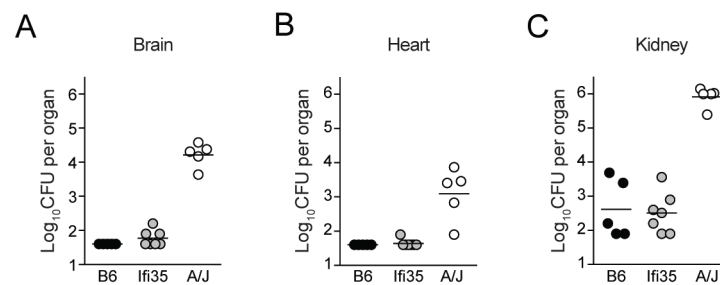 A
Brain
Log₁₀CFU per organ
6
5
4
3
2
1
B6 Ifi35 A/J
B
Heart
Log₁₀CFU per organ
6
5
4
3
2
1
B6 Ifi35 A/J
C
Kidney
Log₁₀CFU per organ
6
5
4
3
2
1
B6 Ifi35 A/J